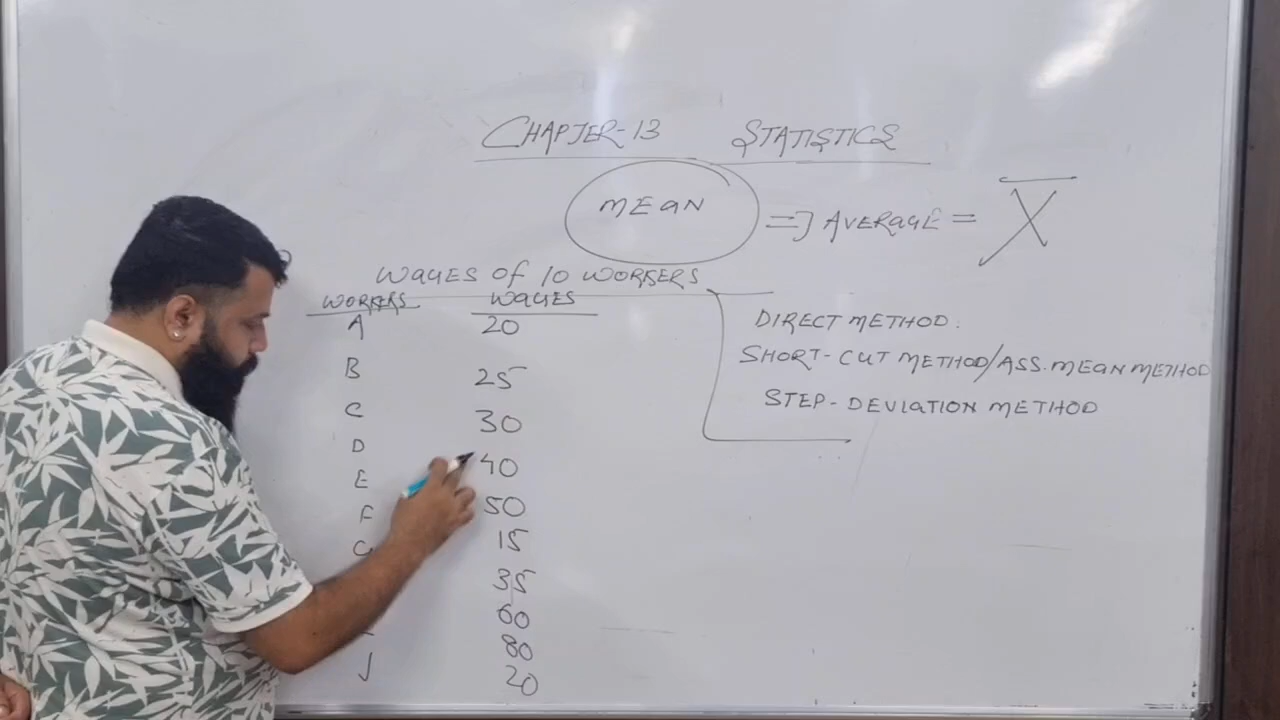 CHAPTER-13 STATISTICS
MEAN => AVERAGE = X̅
WAGES OF 10 WORKERS
WORKERS WAGES
A 20
B 25
C 30
D 40
E 50
F 15
G 35
60
80
J 20
DIRECT METHOD.
SHORT-CUT METHOD/ASS. MEAN METHOD
STEP-DEVIATION METHOD